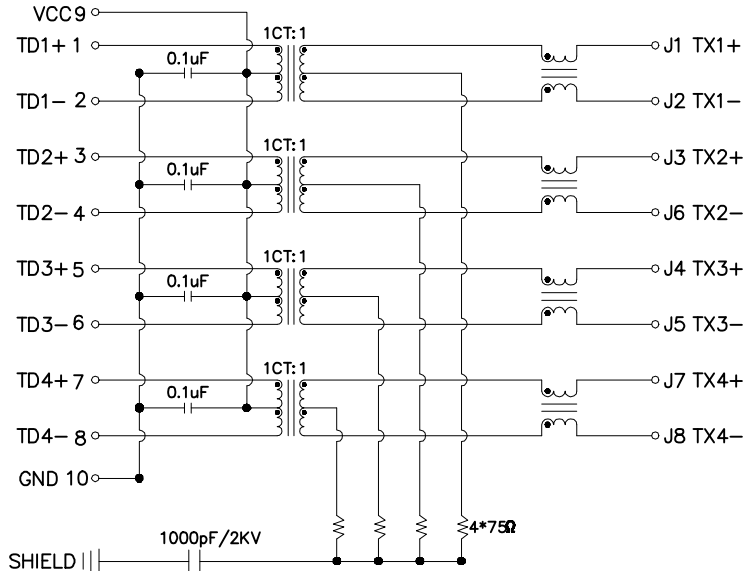 VCC9
1CT:1
TD1+ 1
J1 TX1+
0.1uF
TD1- 2
J2 TX1-
1CT:1
TD2+ 3
J3 TX2+
0.1uF
TD2- 4
J6 TX2-
1CT:1
TD3+5
J4 TX3+
0.1uF
TD3-6
J5 TX3-
1CT:1
TD4+7
J7 TX4+
0.1uF
TD4-8
J8 TX4-
GND 10
4*75Ω
1000pF/2KV
SHIELD